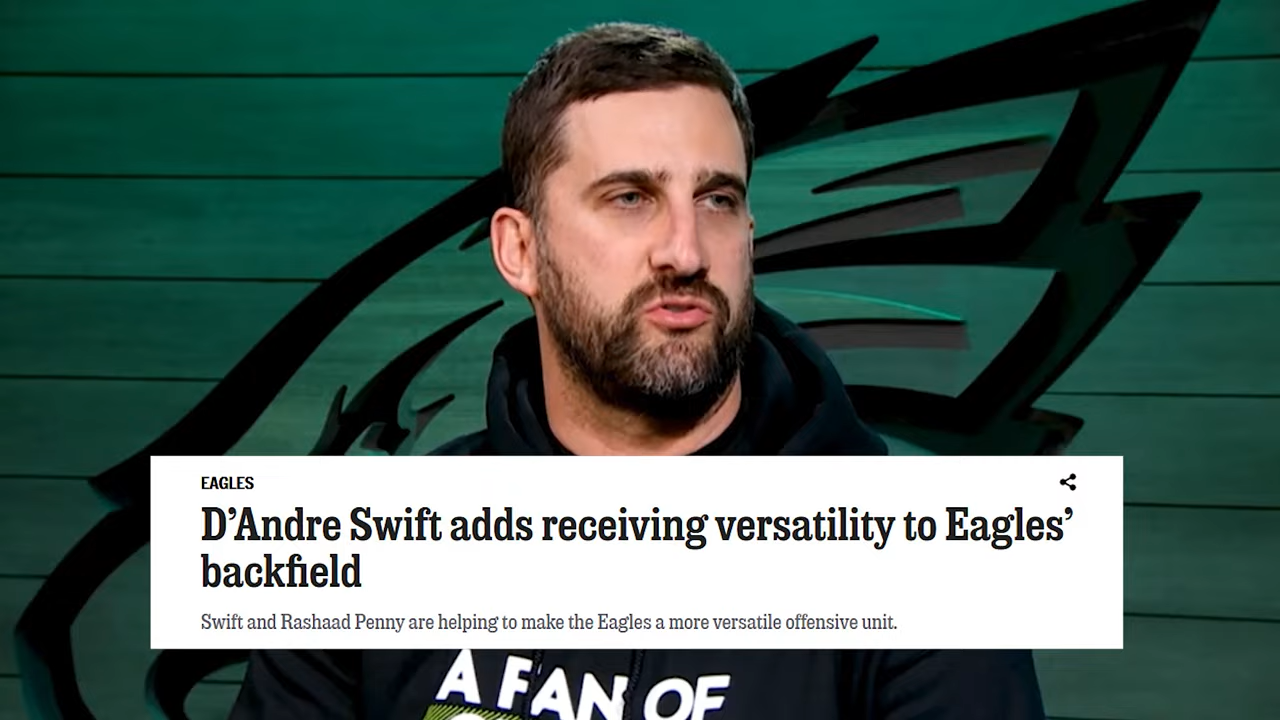 EAGLES
D’Andre Swift adds receiving versatility to Eagles’
backfield
Swift and Rashaad Penny are helping to make the Eagles a more versatile offensive unit.
A FAN OF